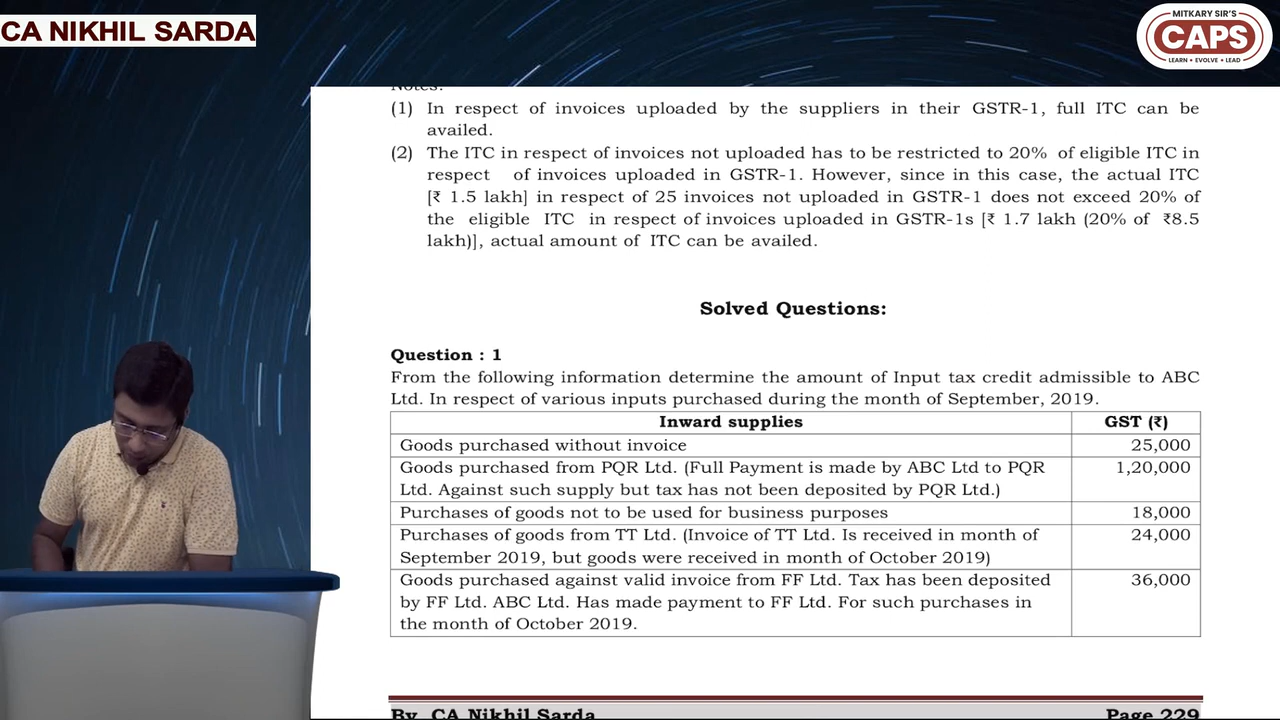 CA NIKHIL SARDA
MITKARY SIR'S
CAPS
LEARN • EVOLVE • LEAD
Notes:
(1) In respect of invoices uploaded by the suppliers in their GSTR-1, full ITC can be
availed.
(2) The ITC in respect of invoices not uploaded has to be restricted to 20% of eligible ITC in
respect of invoices uploaded in GSTR-1. However, since in this case, the actual ITC
[₹ 1.5 lakh] in respect of 25 invoices not uploaded in GSTR-1 does not exceed 20% of
the eligible ITC in respect of invoices uploaded in GSTR-1s [₹ 1.7 lakh (20% of ₹8.5
lakh)], actual amount of ITC can be availed.
Solved Questions:
Question : 1
From the following information determine the amount of Input tax credit admissible to ABC
Ltd. In respect of various inputs purchased during the month of September, 2019.
Inward supplies GST (₹)
Goods purchased without invoice 25,000
Goods purchased from PQR Ltd. (Full Payment is made by ABC Ltd to PQR 1,20,000
Ltd. Against such supply but tax has not been deposited by PQR Ltd.)
Purchases of goods not to be used for business purposes 18,000
Purchases of goods from TT Ltd. (Invoice of TT Ltd. Is received in month of 24,000
September 2019, but goods were received in month of October 2019)
Goods purchased against valid invoice from FF Ltd. Tax has been deposited 36,000
by FF Ltd. ABC Ltd. Has made payment to FF Ltd. For such purchases in
the month of October 2019.
By CA Nikhil Sarda Page 229